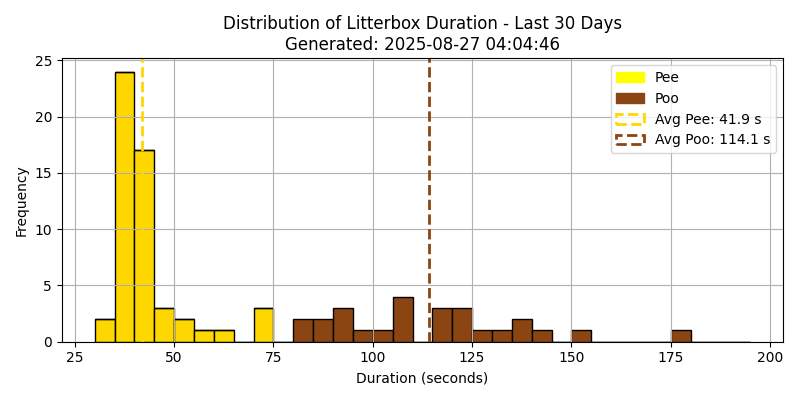 Distribution of Litterbox Duration - Last 30 Days
Generated: 2025-08-27 04:04:46
Pee
Poo
Avg Pee: 41.9 s
Avg Poo: 114.1 s
Frequency
25
20
15
10
5
0
25
50
75
100
125
150
175
200
Duration (seconds)